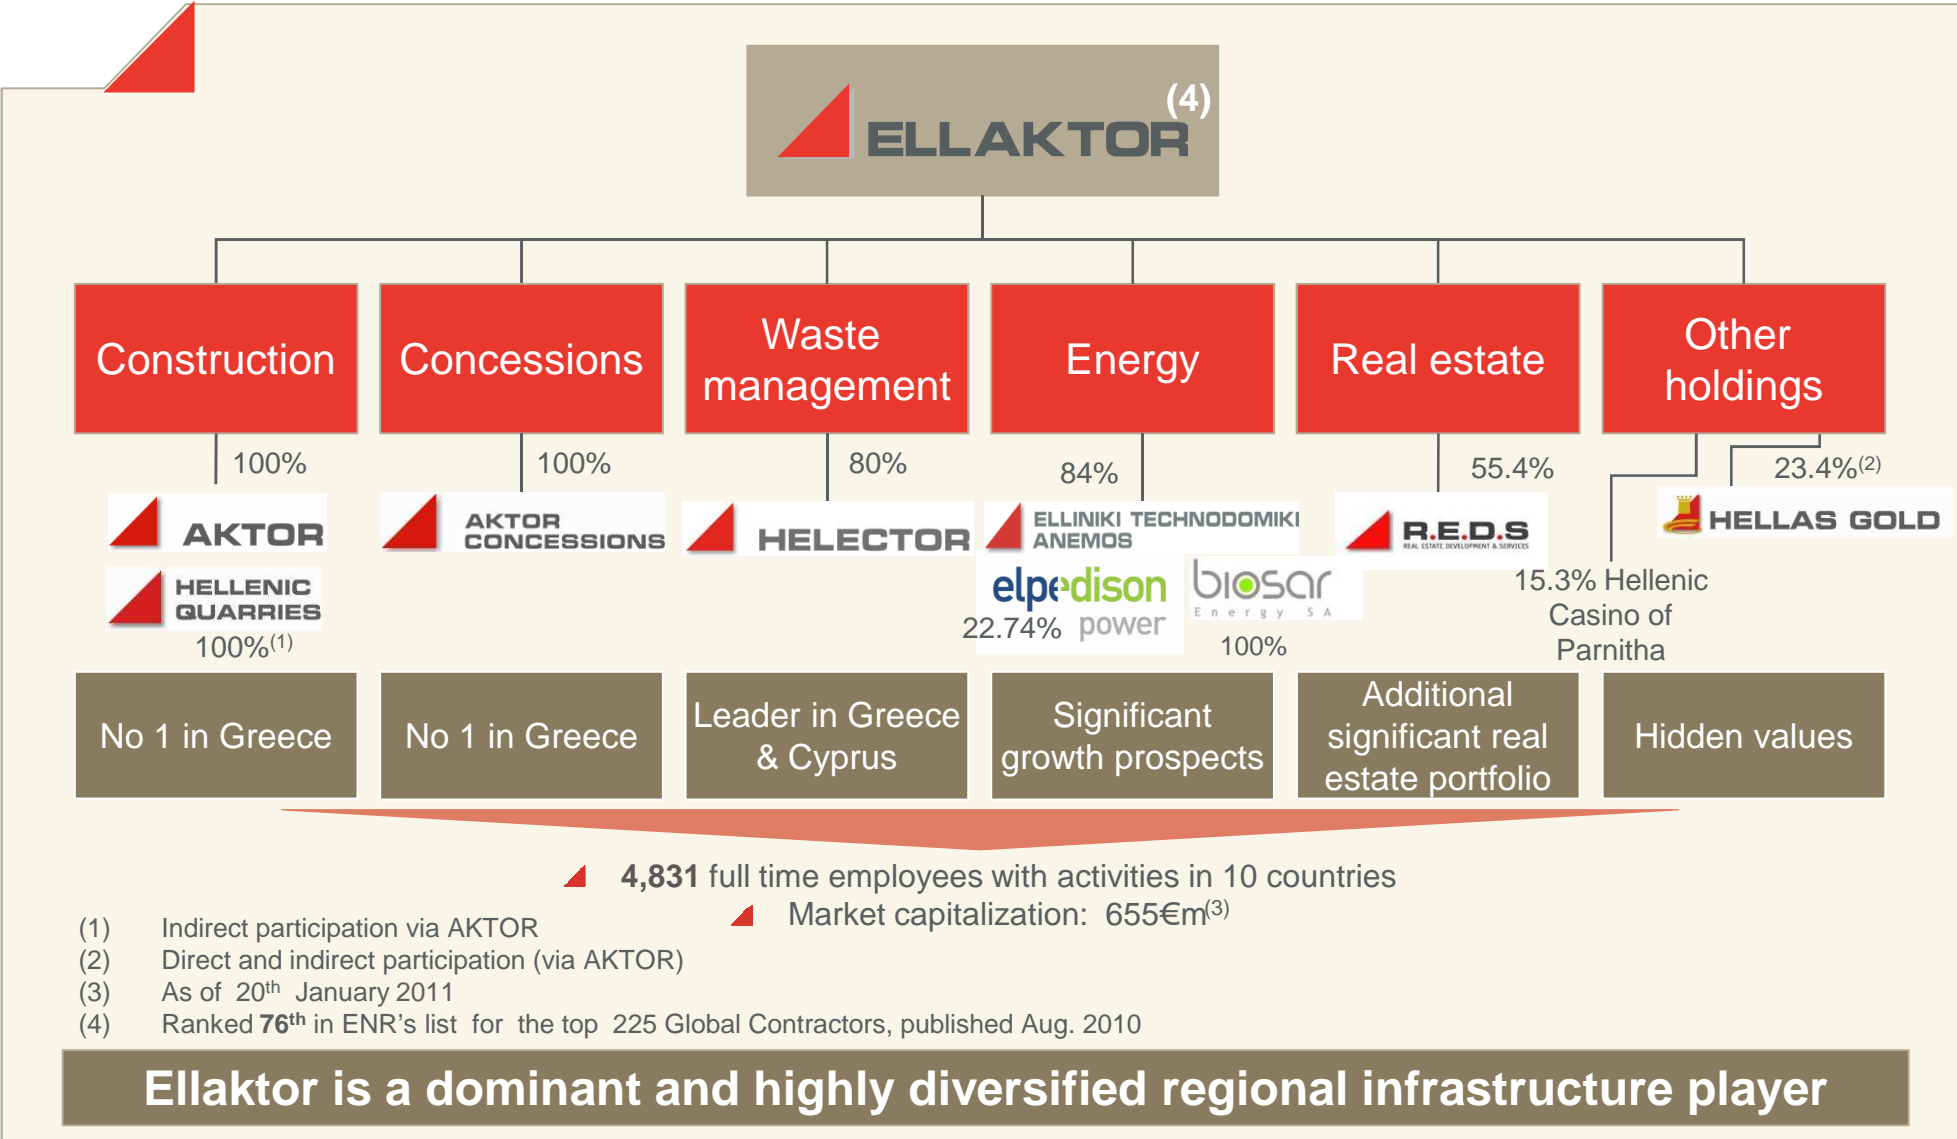 ELLAKTOR (4)
Construction
Concessions
Waste
management
Energy
Real estate
Other
holdings
100%
100%
80%
84%
55.4%
23.4%(2)
AKTOR
HELLENIC
QUARRIES
100%(1)
AKTOR
CONCESSIONS
HELECTOR
ELLINIKI TECHNODOMIKI
ANEMOS
elpedison
power
22.74%
biosar
Energy SA
100%
R.E.D.S
REAL ESTATE DEVELOPMENT & SERVICES
HELLAS GOLD
15.3% Hellenic
Casino of
Parnitha
No 1 in Greece
No 1 in Greece
Leader in Greece
& Cyprus
Significant
growth prospects
Additional
significant real
estate portfolio
Hidden values
4,831 full time employees with activities in 10 countries
Market capitalization: 655€m(3)
(1) Indirect participation via AKTOR
(2) Direct and indirect participation (via AKTOR)
(3) As of 20th January 2011
(4) Ranked 76th in ENR's list for the top 225 Global Contractors, published Aug. 2010
Ellaktor is a dominant and highly diversified regional infrastructure player